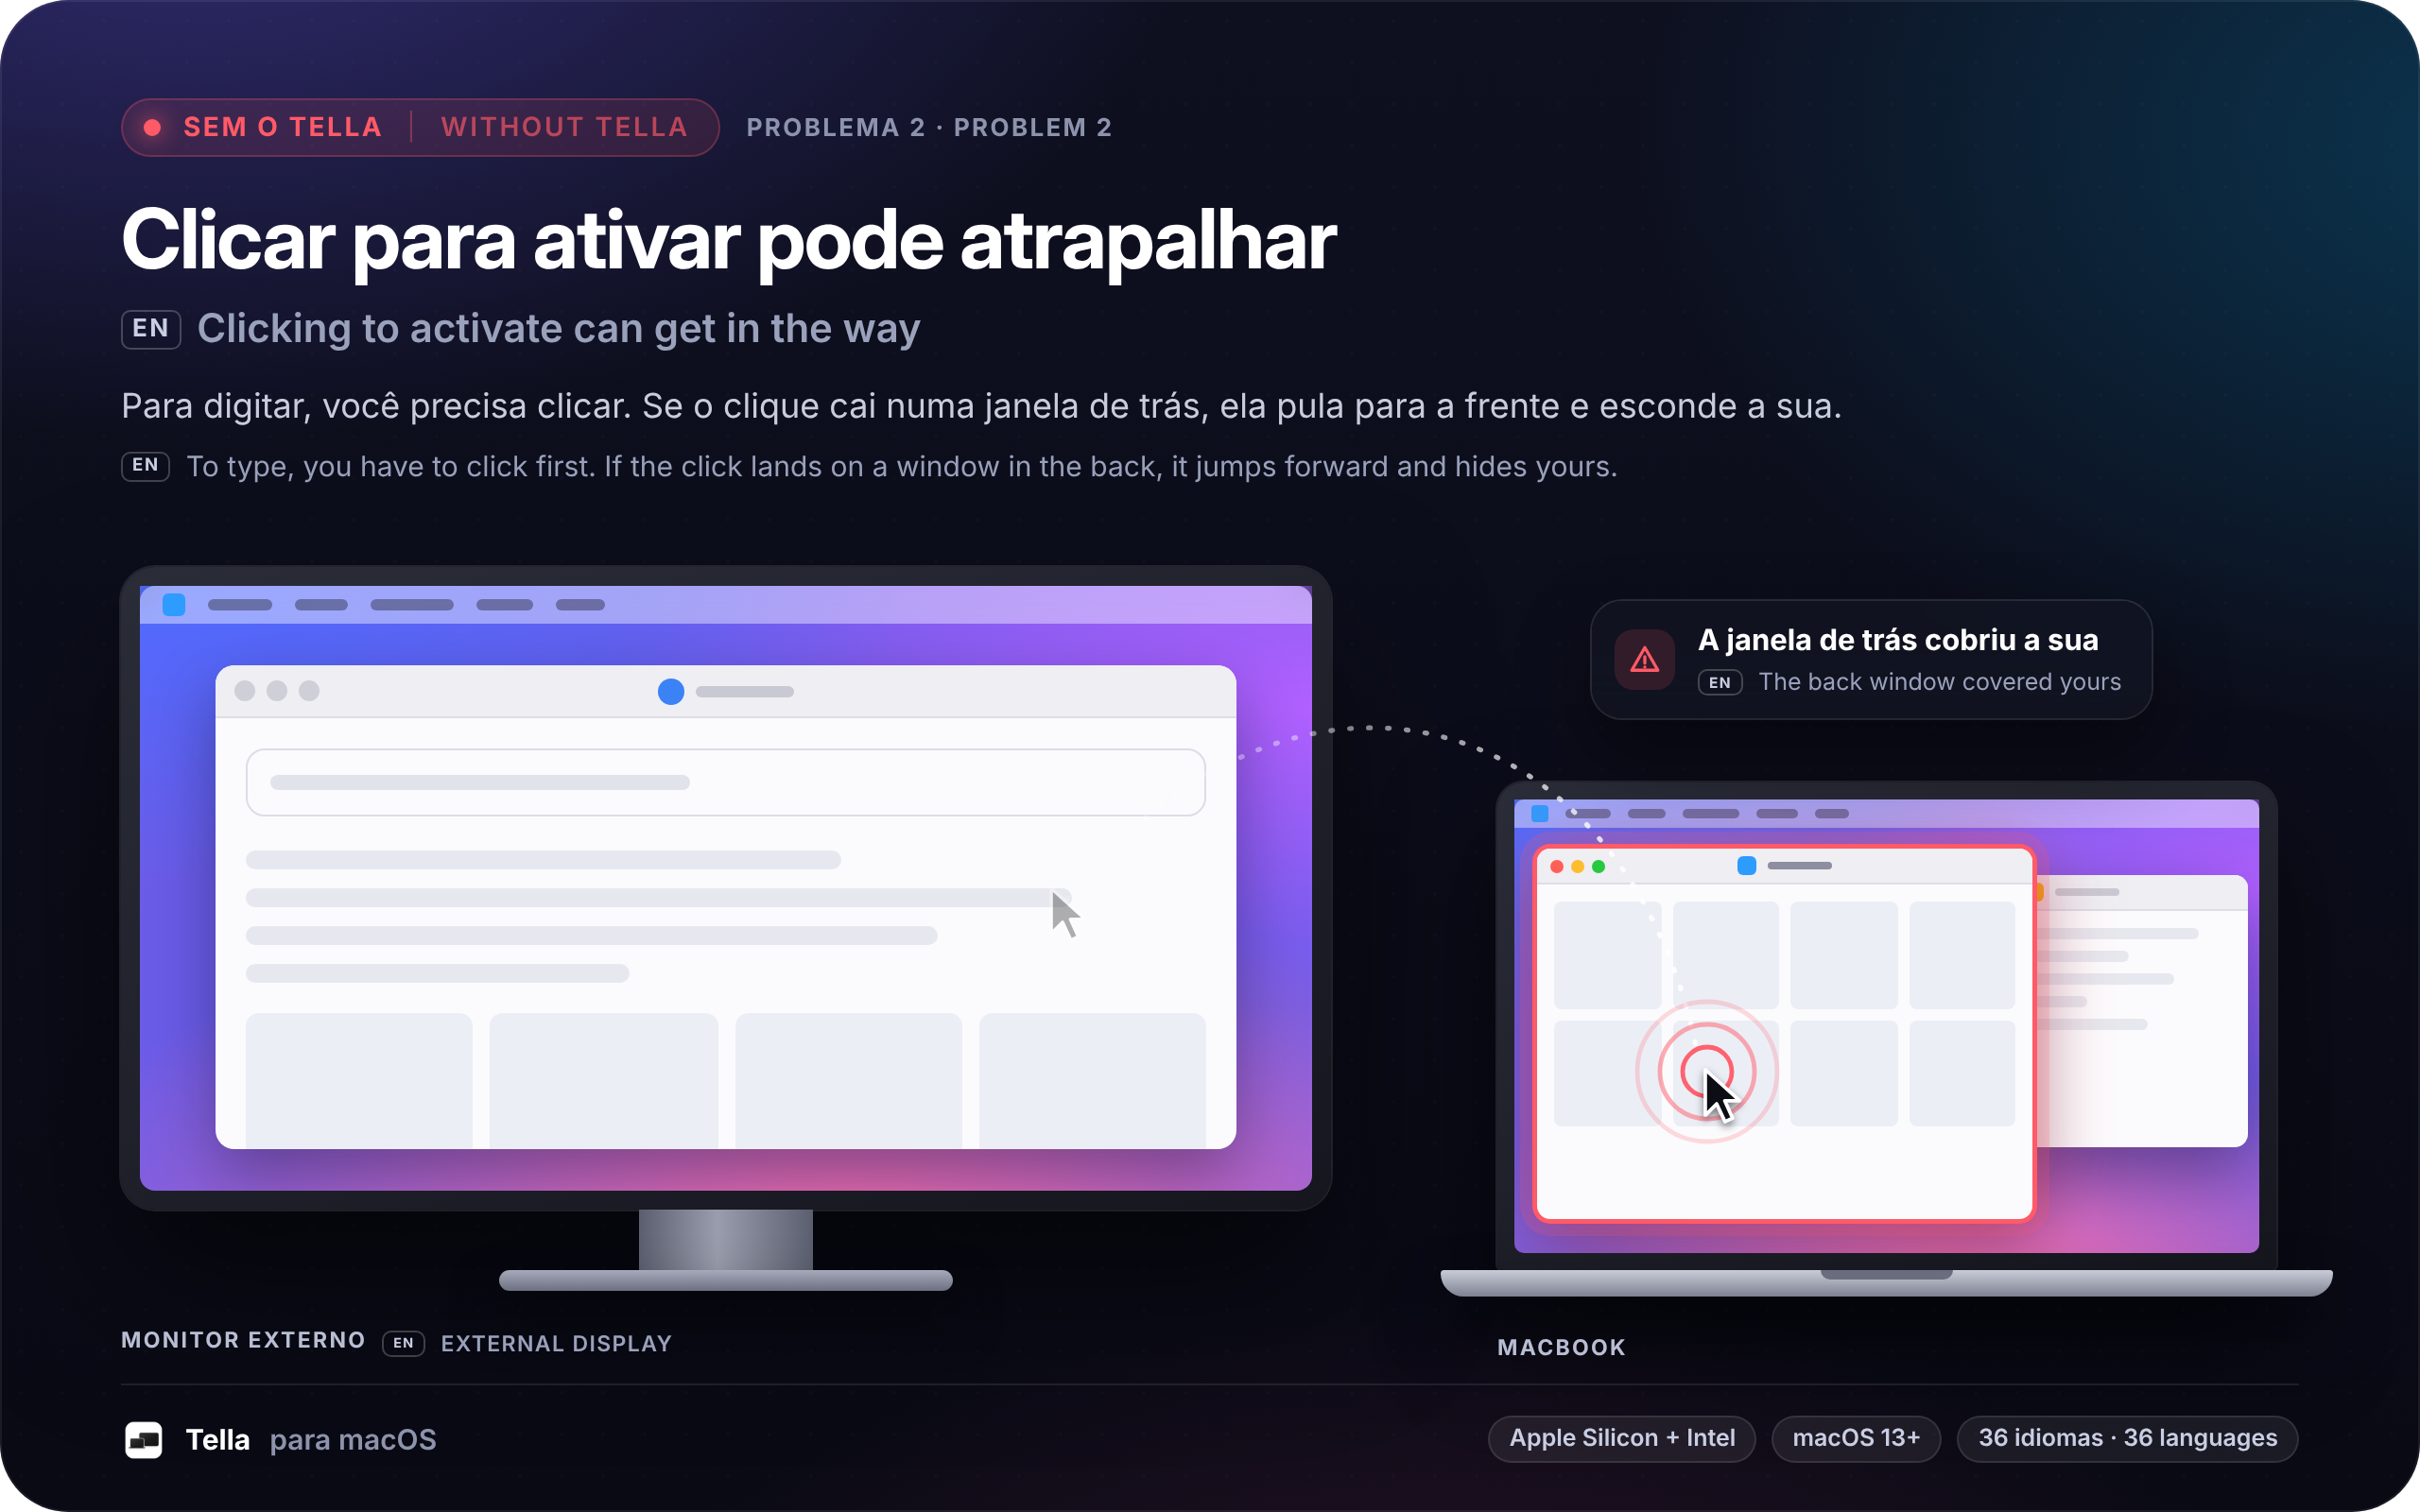 SEM O TELLA | WITHOUT TELLA PROBLEMA 2 · PROBLEM 2
Clicar para ativar pode atrapalhar
EN Clicking to activate can get in the way
Para digitar, você precisa clicar. Se o clique cai numa janela de trás, ela pula para a frente e esconde a sua.
EN To type, you have to click first. If the click lands on a window in the back, it jumps forward and hides yours.
A janela de trás cobriu a sua
EN The back window covered yours
MONITOR EXTERNO EN EXTERNAL DISPLAY
MACBOOK
Tella para macOS
Apple Silicon + Intel
macOS 13+
36 idiomas · 36 languages